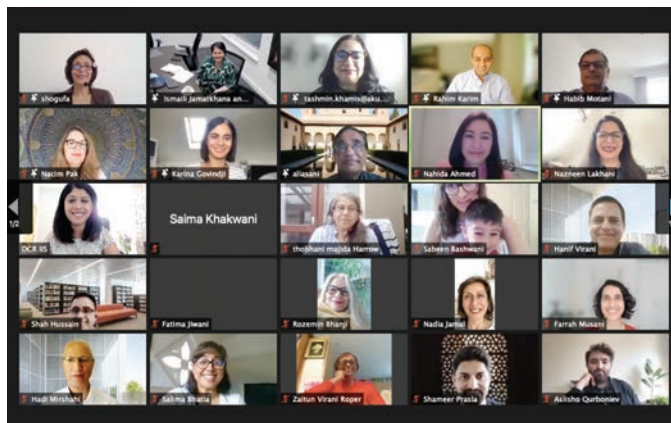 shogufa
Ismaili Jamatkhana an...
tashmin.khamis@aku...
Rahim Karim
Habib Motani
Nacim Pak
Karina Govindji
aliasani
Nahida Ahmed
Nazneen Lakhani
1/2
DCR IIS
Saima Khakwani
thobhani majida Harrow
Sabeen Bashwani
Hanif Virani
Shah Hussain
Fatima Jiwani
Rozemin Bhanji
Nadia Jamal
Farrah Musani
Hadi Mirshahi
Salima Bhatia
Zaitun Virani Roper
Shameer Prasla
Aslisho Qurboniev